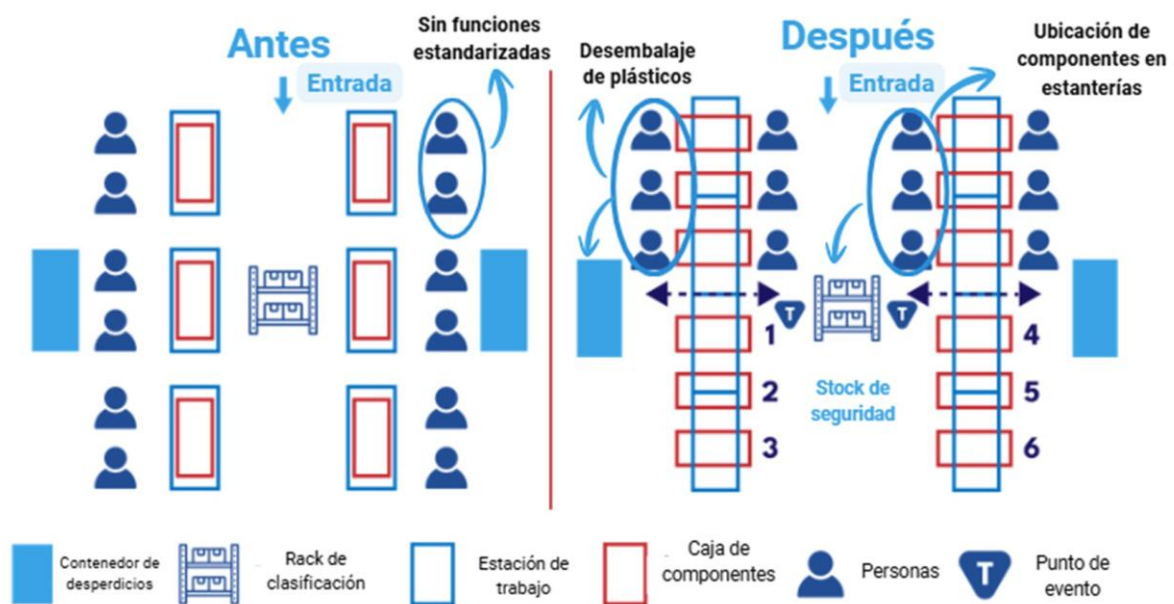 Antes
Entrada
Sin funciones
estandarizadas
Desembalaje
de plásticos
Después
Entrada
Ubicación de
componentes en
estanterías
T
T
1
2
3
4
5
6
Stock de
seguridad
Contenedor de
desperdicios
Rack de
clasificación
Estación de
trabajo
Caja de
componentes
Personas
T
Punto de
evento